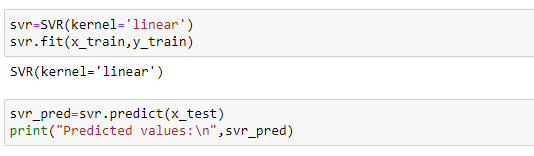 svr=SVR(kernel='linear')
svr.fit(x_train,y_train)
SVR(kernel='linear')
svr_pred=svr.predict(x_test)
print("Predicted values:\n",svr_pred)